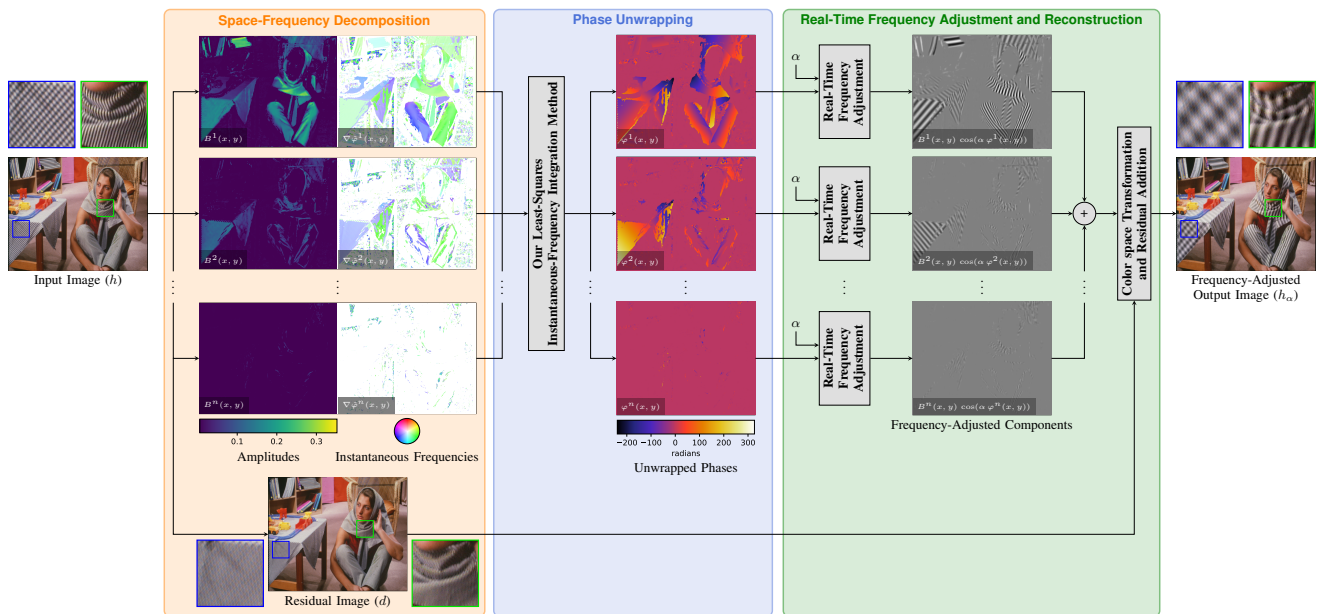 Space-Frequency Decomposition
Phase Unwrapping
Real-Time Frequency Adjustment and Reconstruction
Input Image (h)
B¹(x, y)
∇φ̂¹(x, y)
B²(x, y)
∇φ̂²(x, y)
⋮
⋮
⋮
Bⁿ(x, y)
∇φ̂ⁿ(x, y)
0.1
0.2
0.3
Amplitudes
Instantaneous Frequencies
Residual Image (d)
⋮
Our Least-Squares
Instantaneous-Frequency Integration Method
⋮
φ¹(x, y)
φ²(x, y)
⋮
φⁿ(x, y)
−200 −100 0 100 200 300
radians
Unwrapped Phases
α
Real-Time
Frequency
Adjustment
α
Real-Time
Frequency
Adjustment
⋮
α
Real-Time
Frequency
Adjustment
B¹(x, y) cos(α φ¹(x, y))
B²(x, y) cos(α φ²(x, y))
⋮
Bⁿ(x, y) cos(α φⁿ(x, y))
Frequency-Adjusted Components
⋮
+
Color space Transformation
and Residual Addition
Frequency-Adjusted
Output Image (hα)